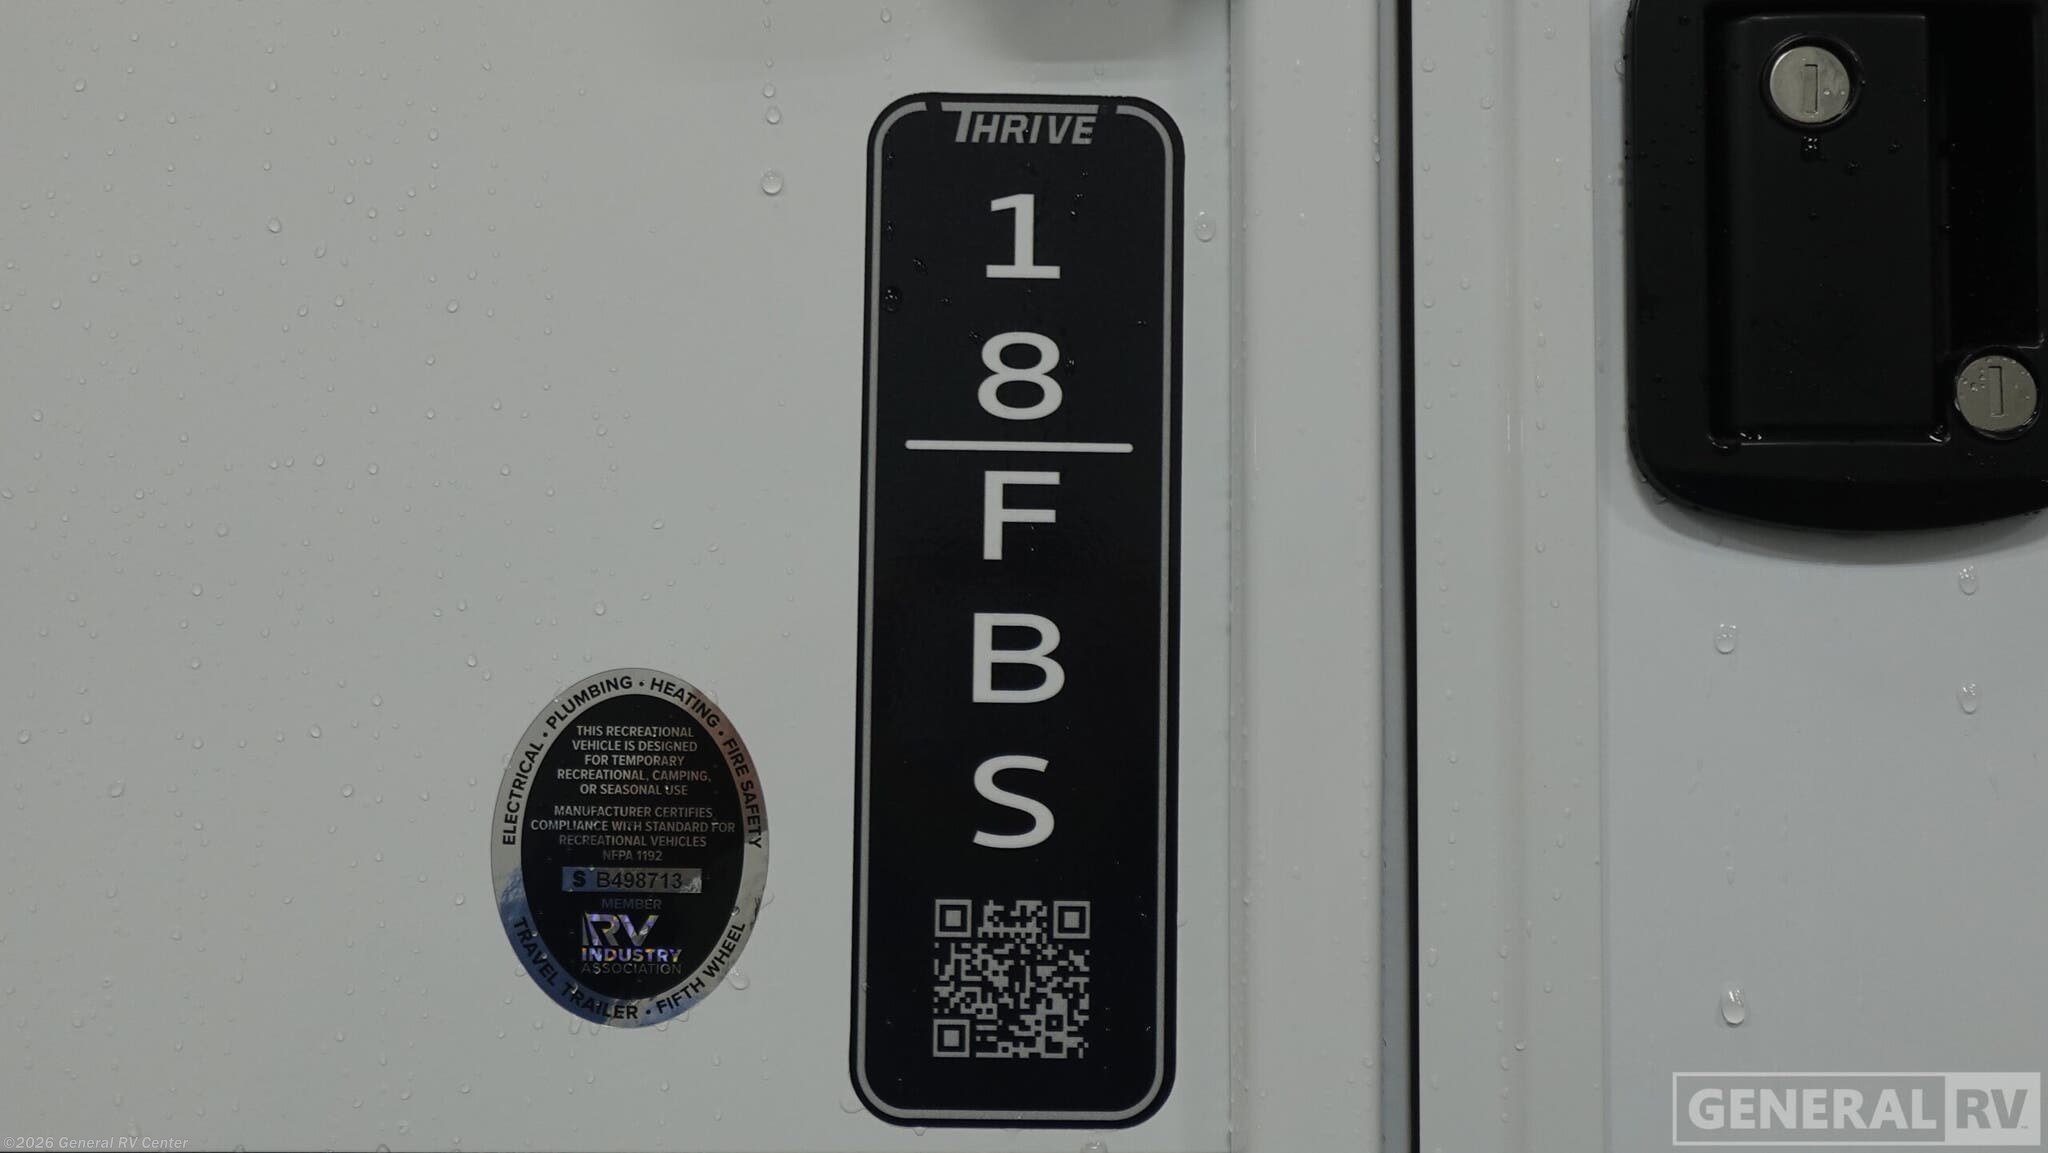 THRIVE
1
8
F
B
S
ELECTRICAL • PLUMBING • HEATING • FIRE SAFETY
THIS RECREATIONAL
VEHICLE IS DESIGNED
FOR TEMPORARY
RECREATIONAL, CAMPING,
OR SEASONAL USE
MANUFACTURER CERTIFIES
COMPLIANCE WITH STANDARD FOR
RECREATIONAL VEHICLES
NFPA 1192
S B498713
MEMBER
RV
INDUSTRY
ASSOCIATION
TRAVEL TRAILER • FIFTH WHEEL
©2026 General RV Center
GENERAL RV